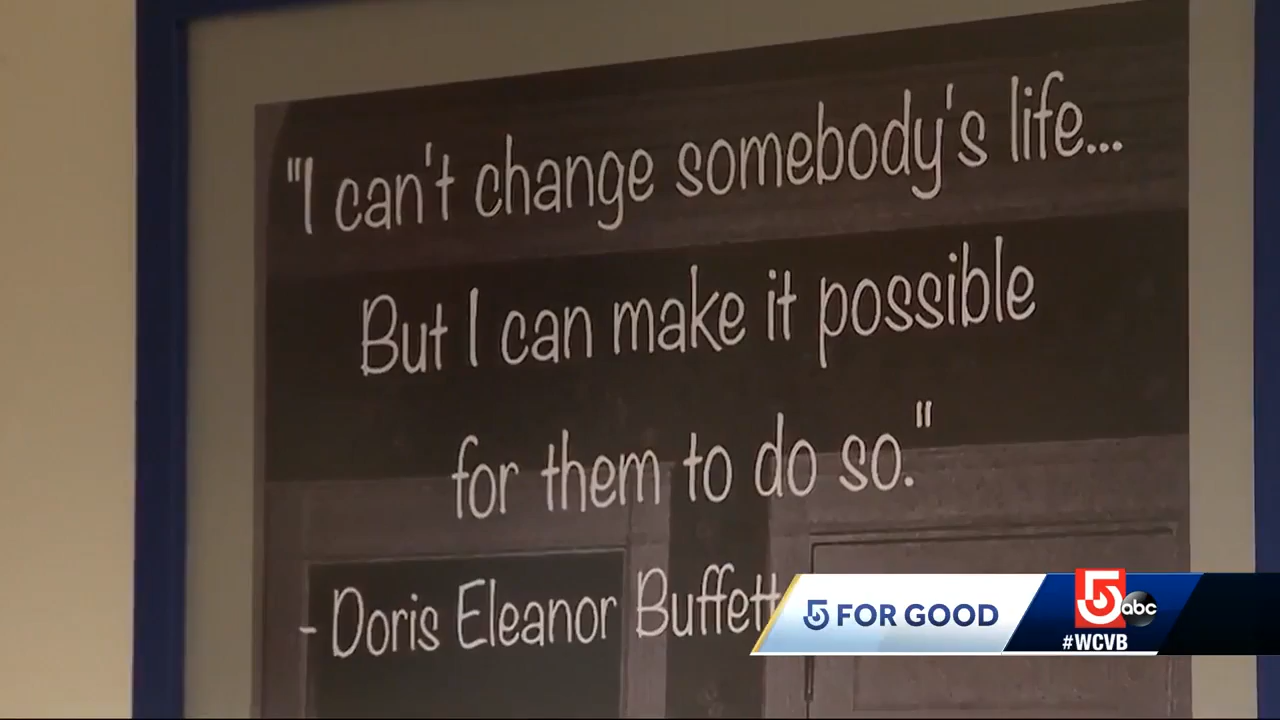 "I can't change somebody's life...
But I can make it possible
for them to do so."
- Doris Eleanor Buffett
5 FOR GOOD
5 abc
#WCVB